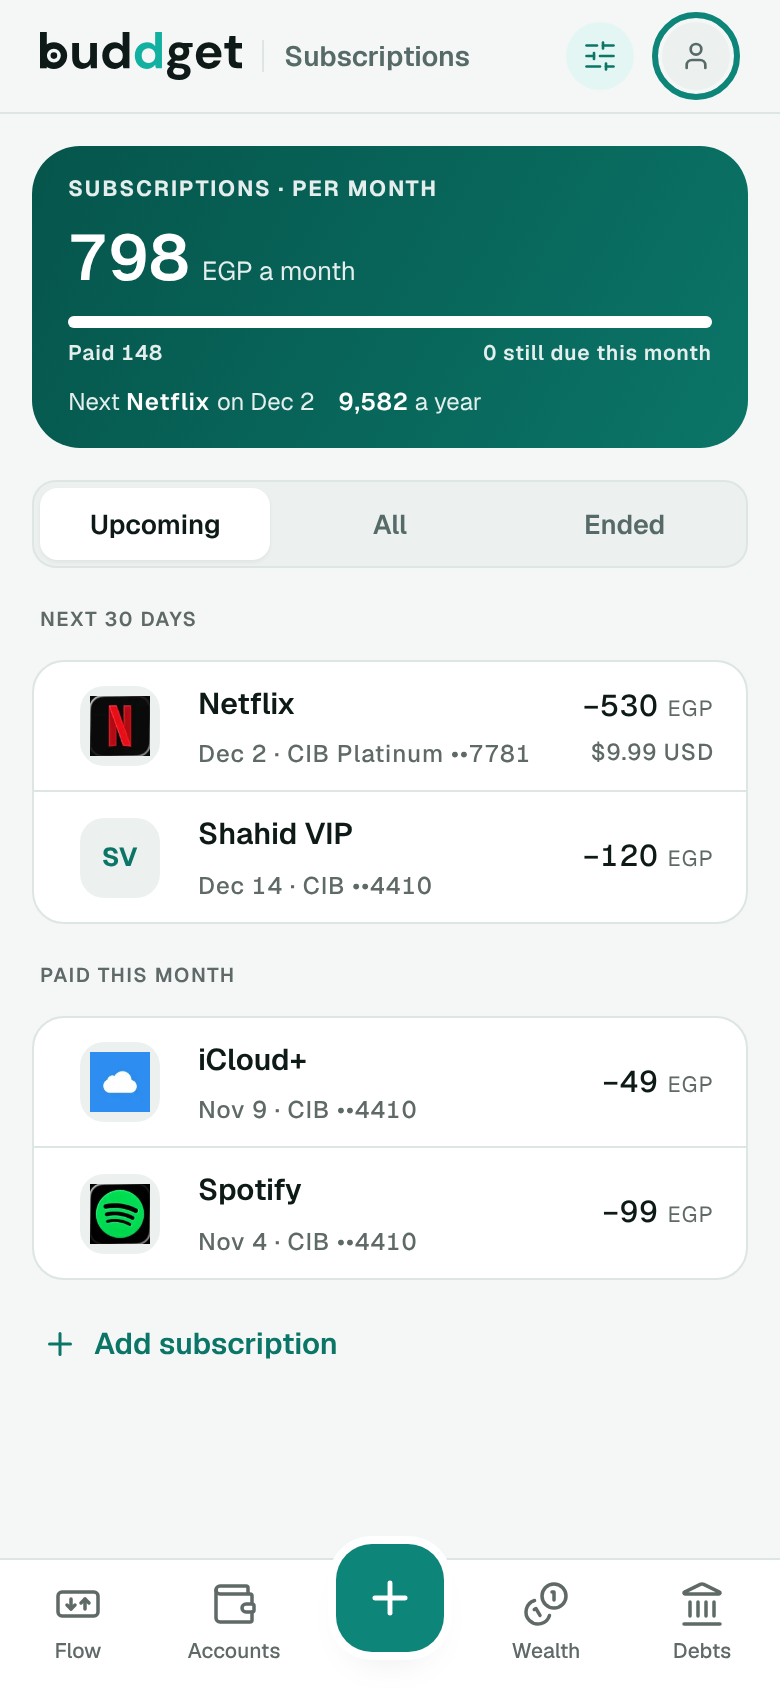 buddget
Subscriptions
SUBSCRIPTIONS · PER MONTH
798 EGP a month
Paid 148
0 still due this month
Next Netflix on Dec 2 9,582 a year
Upcoming
All
Ended
NEXT 30 DAYS
Netflix
−530 EGP
Dec 2 · CIB Platinum ••7781
$9.99 USD
SV
Shahid VIP
−120 EGP
Dec 14 · CIB ••4410
PAID THIS MONTH
iCloud+
−49 EGP
Nov 9 · CIB ••4410
Spotify
−99 EGP
Nov 4 · CIB ••4410
+ Add subscription
Flow
Accounts
Wealth
Debts